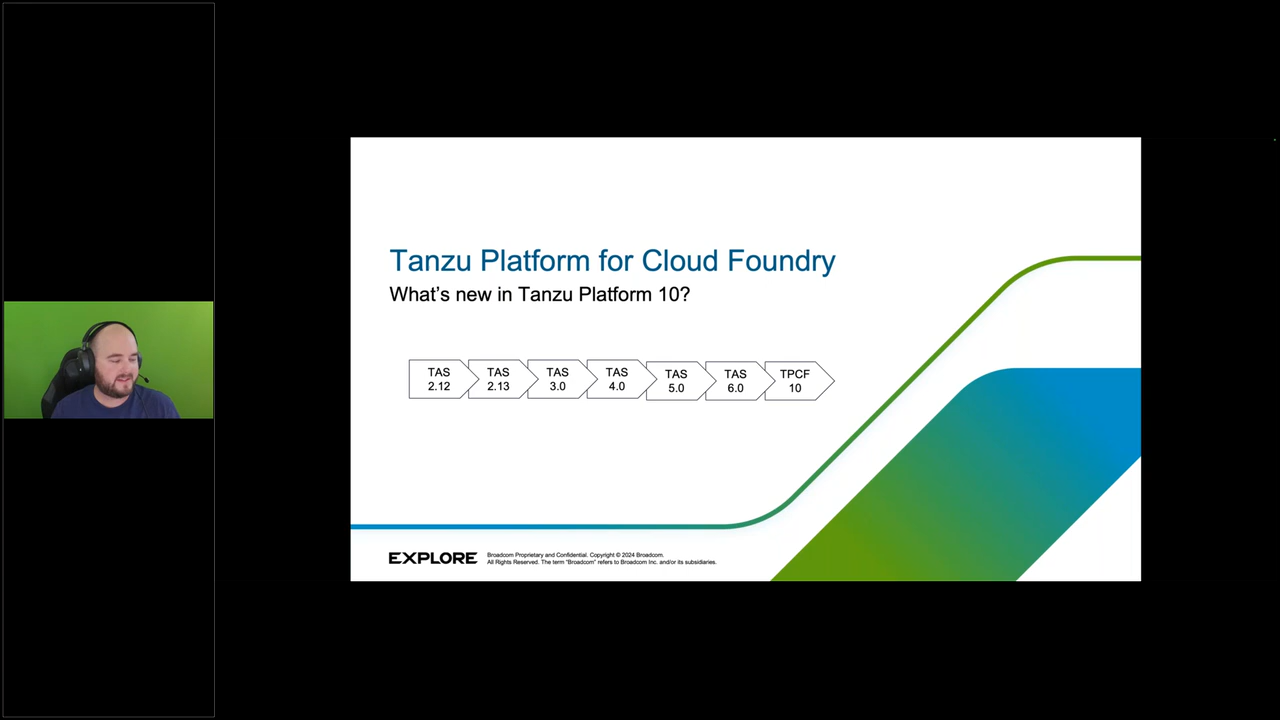 Tanzu Platform for Cloud Foundry
What's new in Tanzu Platform 10?
TAS
2.12
TAS
2.13
TAS
3.0
TAS
4.0
TAS
5.0
TAS
6.0
TPCF
10
EXPLORE
Broadcom Proprietary and Confidential. Copyright © 2024 Broadcom.
All Rights Reserved. The term “Broadcom” refers to Broadcom Inc. and/or its subsidiaries.